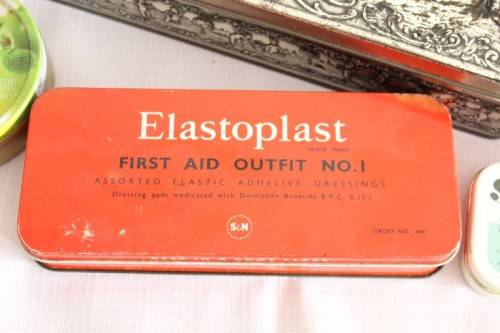 Elastoplast
TRADE MARK
FIRST AID OUTFIT NO.1
ASSORTED ELASTIC ADHESIVE DRESSINGS
Dressing pads medicated with Domiphen Bromide B.P.C. 0.15%
S&N
ORDER NO.